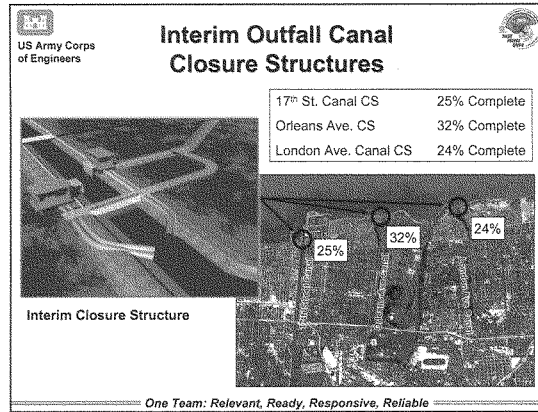 US Army Corps
of Engineers
Interim Outfall Canal
Closure Structures
17th St. Canal CS 25% Complete
Orleans Ave. CS 32% Complete
London Ave. Canal CS 24% Complete
25%
32%
24%
Interim Closure Structure
One Team: Relevant, Ready, Responsive, Reliable